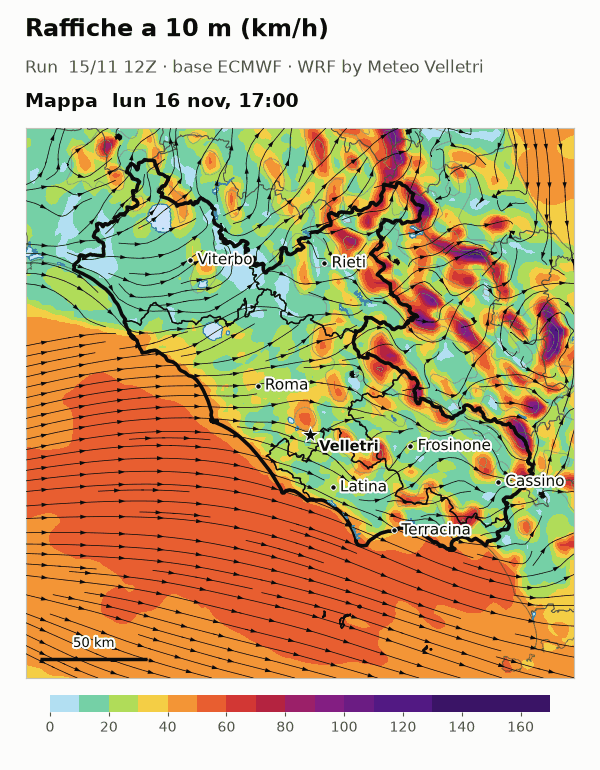 Raffiche a 10 m (km/h)
Run  15/11 12Z · base ECMWF · WRF by Meteo Velletri
Mappa  lun 16 nov, 17:00
Viterbo
Rieti
Roma
Velletri
Frosinone
Latina
Cassino
Terracina
50 km
0 20 40 60 80 100 120 140 160